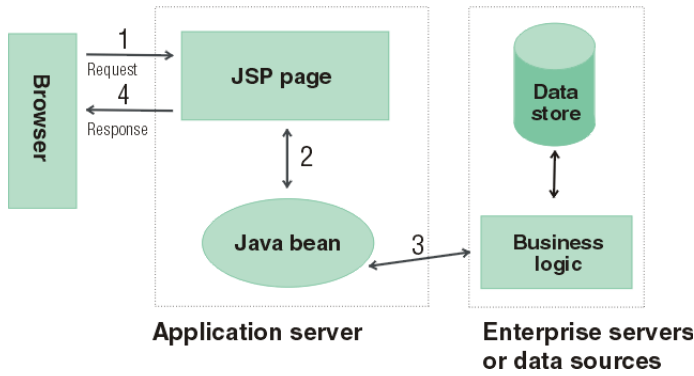 1
Request
4
Response
Browser
JSP page
2
Java bean
3
Data
store
Business
logic
Application server
Enterprise servers
or data sources